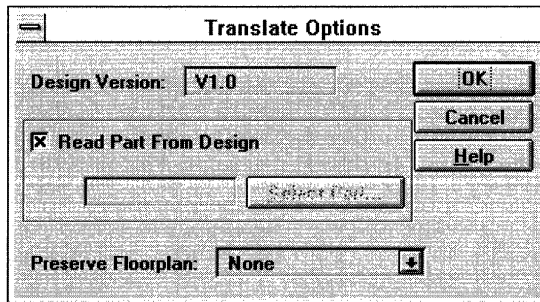 Translate Options
Design Version: V1.0
OK
Cancel
Read Part From Design
Help
Select Part...
Preserve Floorplan: None